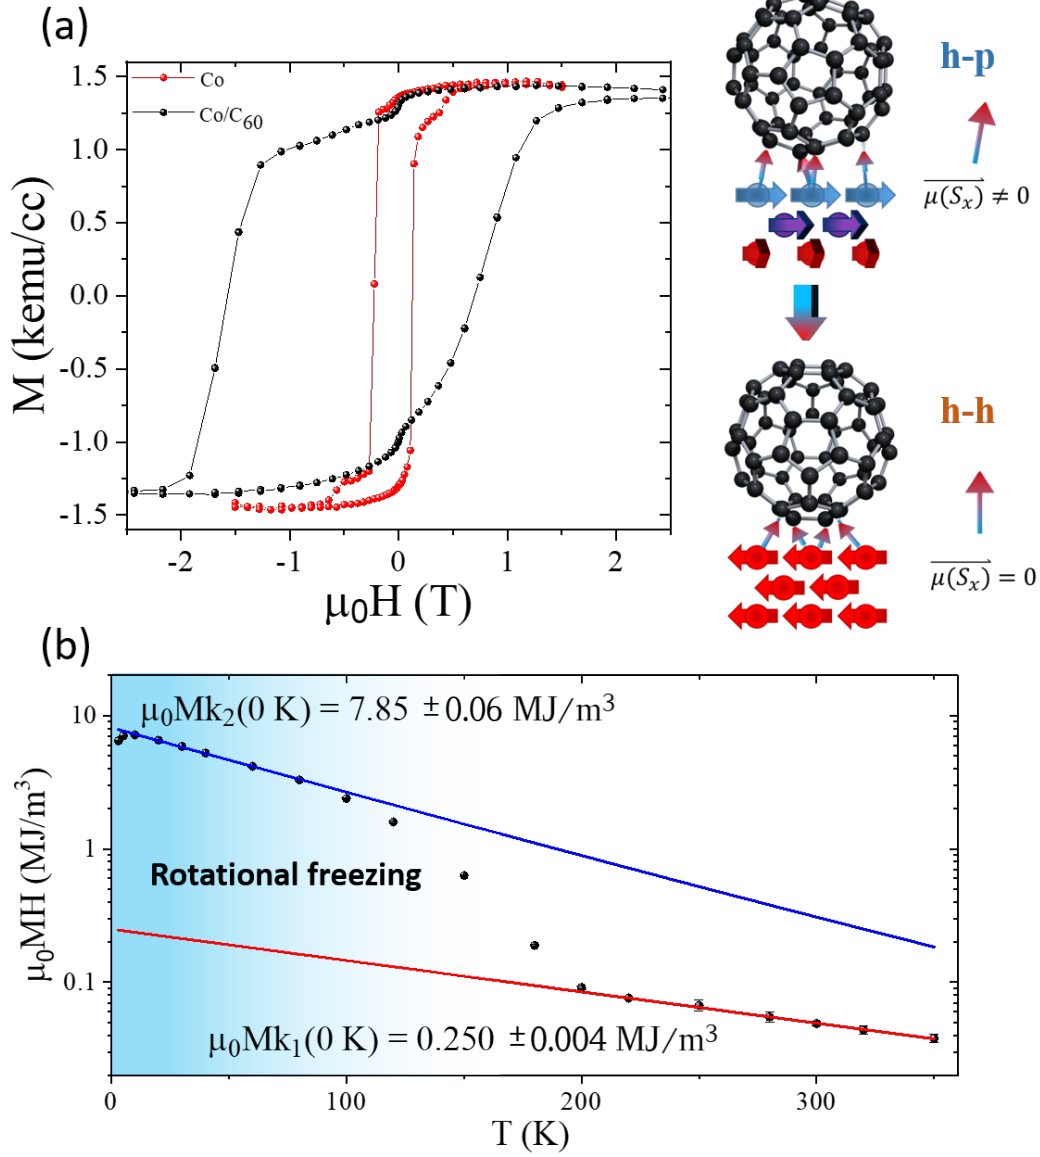 (a)
Co
Co/C₆₀
M (kemu/cc)
1.5
1.0
0.5
0.0
-0.5
-1.0
-1.5
-2
-1
0
1
2
μ₀H (T)
h-p
μ(Sₓ) ≠ 0
h-h
μ(Sₓ) = 0
(b)
μ₀Mk₂(0 K) = 7.85 ± 0.06 MJ/m³
Rotational freezing
μ₀Mk₁(0 K) = 0.250 ± 0.004 MJ/m³
μ₀MH (MJ/m³)
10
1
0.1
0
100
200
300
T (K)